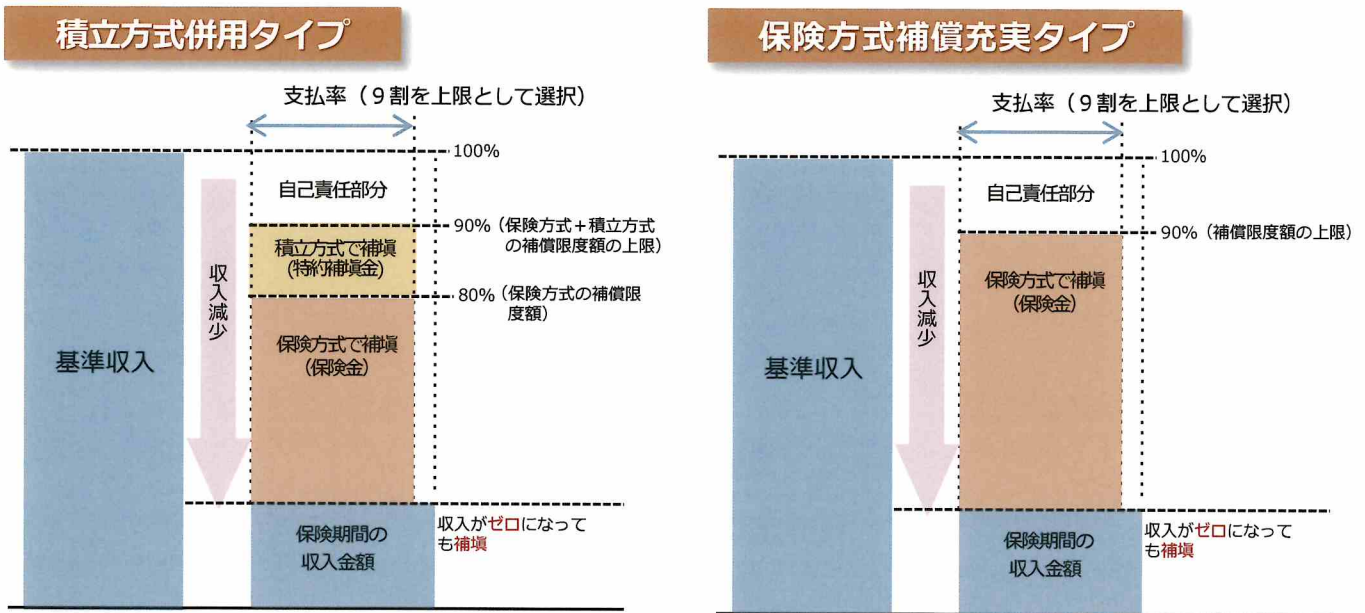 積立方式併用タイプ
支払率（９割を上限として選択）
100%
自己責任部分
90%（保険方式＋積立方式
の補償限度額の上限）
積立方式で補塡
(特約補塡金)
80%（保険方式の補償限
度額）
収入減少
基準収入
保険方式で補塡
(保険金)
収入がゼロになって
も補塡
保険期間の
収入金額
保険方式補償充実タイプ
支払率（９割を上限として選択）
100%
自己責任部分
90%（補償限度額の上限）
収入減少
保険方式で補塡
(保険金)
基準収入
収入がゼロになって
も補塡
保険期間の
収入金額